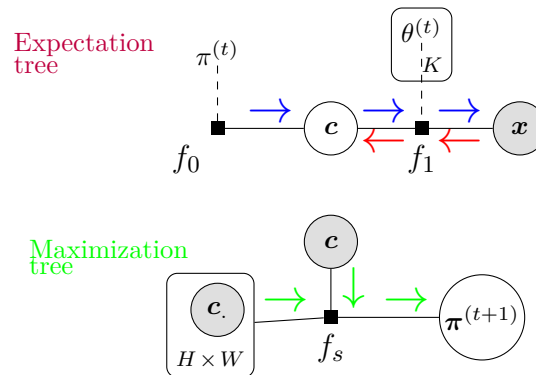 Expectation
tree
π^(t)
θ^(t)
K
c
x
f_0
f_1
Maximization
tree
c
c.
H × W
f_s
π^(t+1)